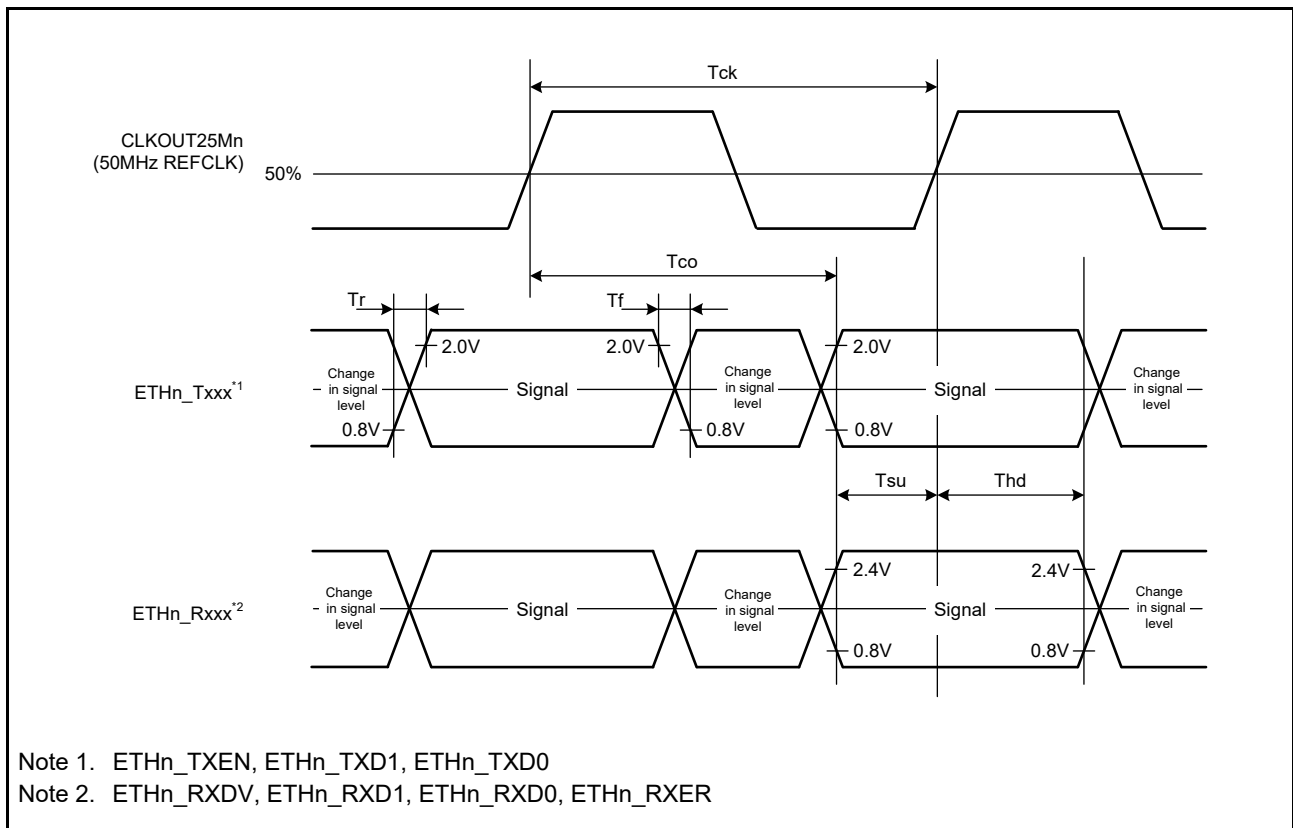 Tck
CLKOUT25Mn
(50MHz REFCLK)
50%
Tco
Tr
Tf
2.0V
2.0V
2.0V
ETHn_Txxx*1
Change
in signal
level
Signal
Change
in signal
level
Signal
Change
in signal
level
0.8V
0.8V
0.8V
Tsu
Thd
2.4V
2.4V
ETHn_Rxxx*2
Change
in signal
level
Signal
Change
in signal
level
Signal
Change
in signal
level
0.8V
0.8V
Note 1. ETHn_TXEN, ETHn_TXD1, ETHn_TXD0
Note 2. ETHn_RXDV, ETHn_RXD1, ETHn_RXD0, ETHn_RXER